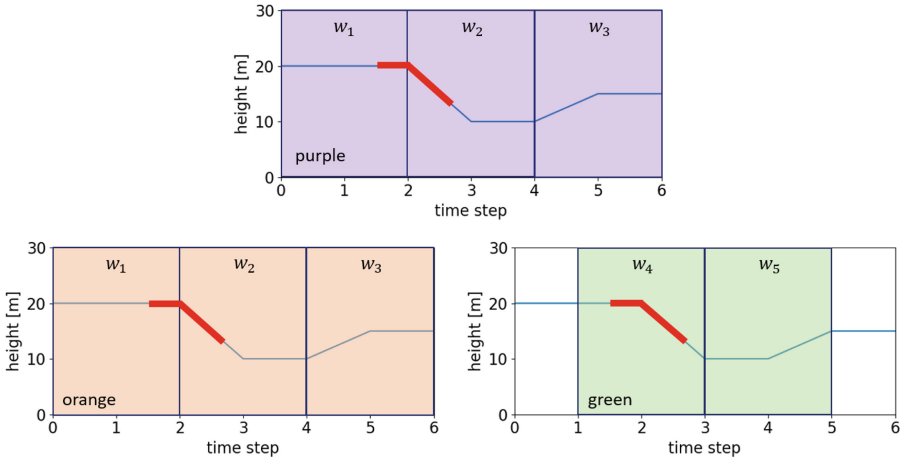 30
w1 w2 w3
20
height [m]
10
purple
0
0 1 2 3 4 5 6
time step
30
w1 w2 w3
20
height [m]
10
orange
0
0 1 2 3 4 5 6
time step
30
w4 w5
20
height [m]
10
green
0
0 1 2 3 4 5 6
time step